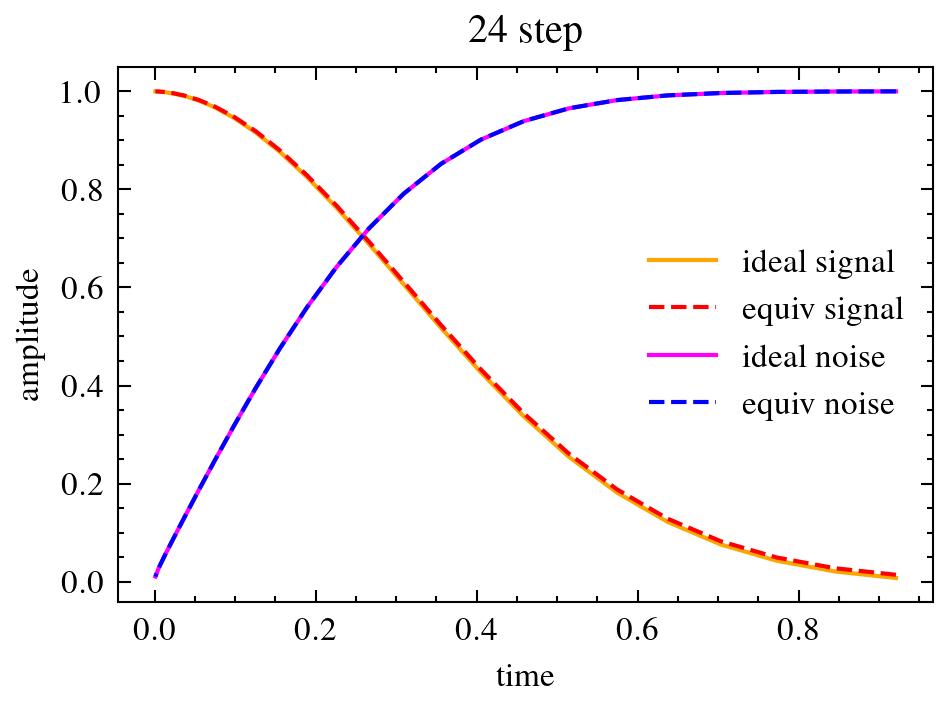 24 step
1.0
0.8
0.6
0.4
0.2
0.0
amplitude
ideal signal
equiv signal
ideal noise
equiv noise
0.0 0.2 0.4 0.6 0.8
time